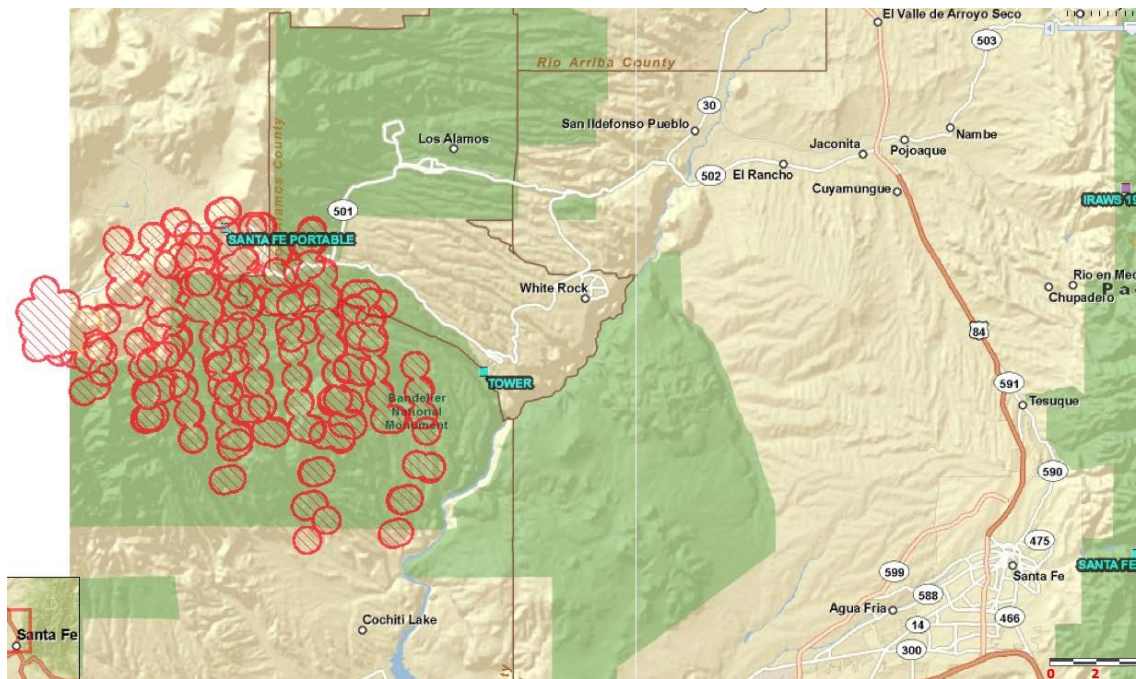 El Valle de Arroyo Seco
503
Rio Arriba County
30
San Ildefonso Pueblo
Los Alamos
Nambe
Jaconita
Pojoaque
502
El Rancho
Cuyamungue
IRAWS 19
501
SANTA FE PORTABLE
White Rock
Rio en Med
Chupadero
Pa
84
TOWER
591
Tesuque
Bandelier
National
Monument
590
475
SANTA FE
599
Santa Fe
588
Agua Fria
466
14
Cochiti Lake
300
Santa Fe
0 2